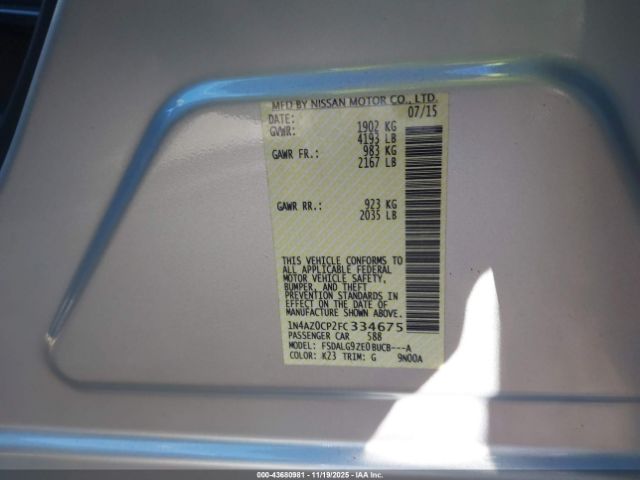 MFD BY NISSAN MOTOR CO., LTD.
DATE: 07/15
GVWR: 1902 KG
4193 LB
GAWR FR.: 983 KG
2167 LB
GAWR RR.: 923 KG
2035 LB
THIS VEHICLE CONFORMS TO
ALL APPLICABLE FEDERAL
MOTOR VEHICLE SAFETY,
BUMPER, AND THEFT
PREVENTION STANDARDS IN
EFFECT ON THE DATE OF
MANUFACTURE SHOWN ABOVE.
1N4AZ0CP2FC334675
PASSENGER CAR 588
MODEL: FSDALG9ZE0BUCB---A
COLOR: K23 TRIM: G 9N00A
000-43680981 - 11/19/2025 - IAA Inc.